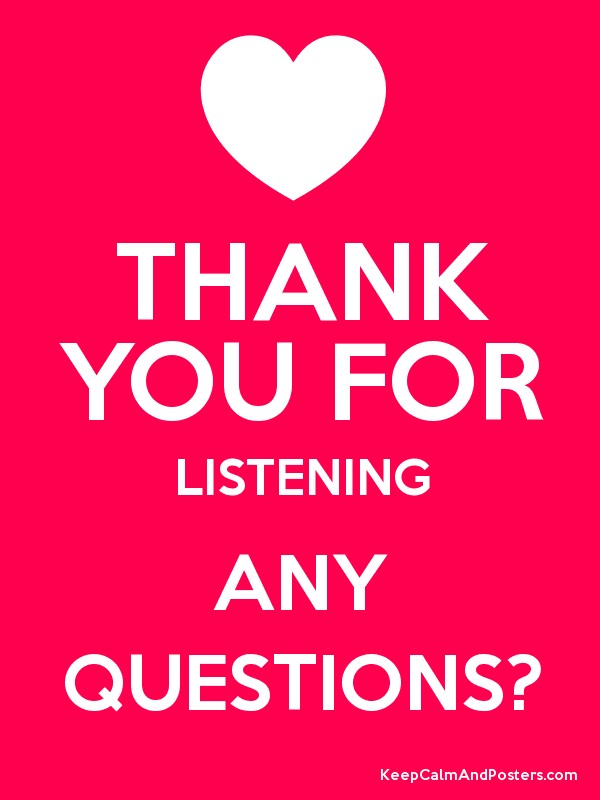 THANK
YOU FOR
LISTENING
ANY
QUESTIONS?
KeepCalmAndPosters.com